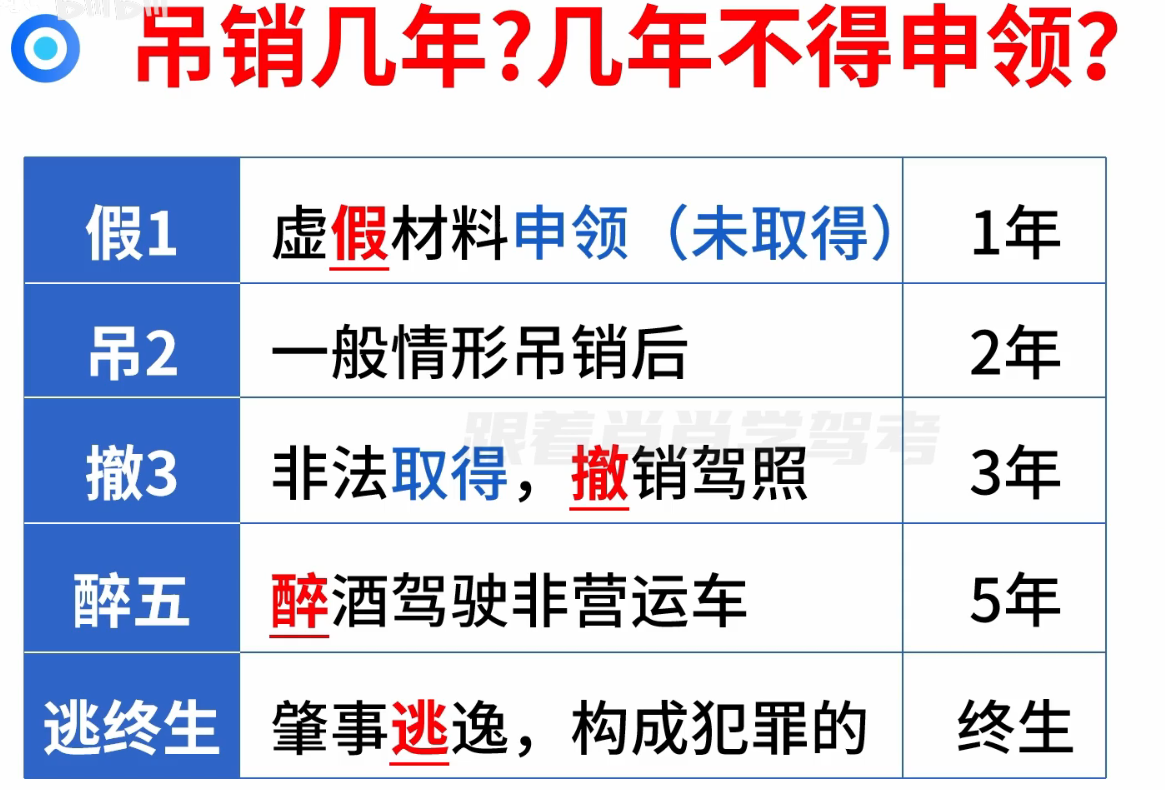 吊销几年?几年不得申领?
假1 虚假材料申领（未取得） 1年
吊2 一般情形吊销后 2年
跟着肖肖学驾考
撤3 非法取得，撤销驾照 3年
醉五 醉酒驾驶非营运车 5年
逃终生 肇事逃逸，构成犯罪的 终生